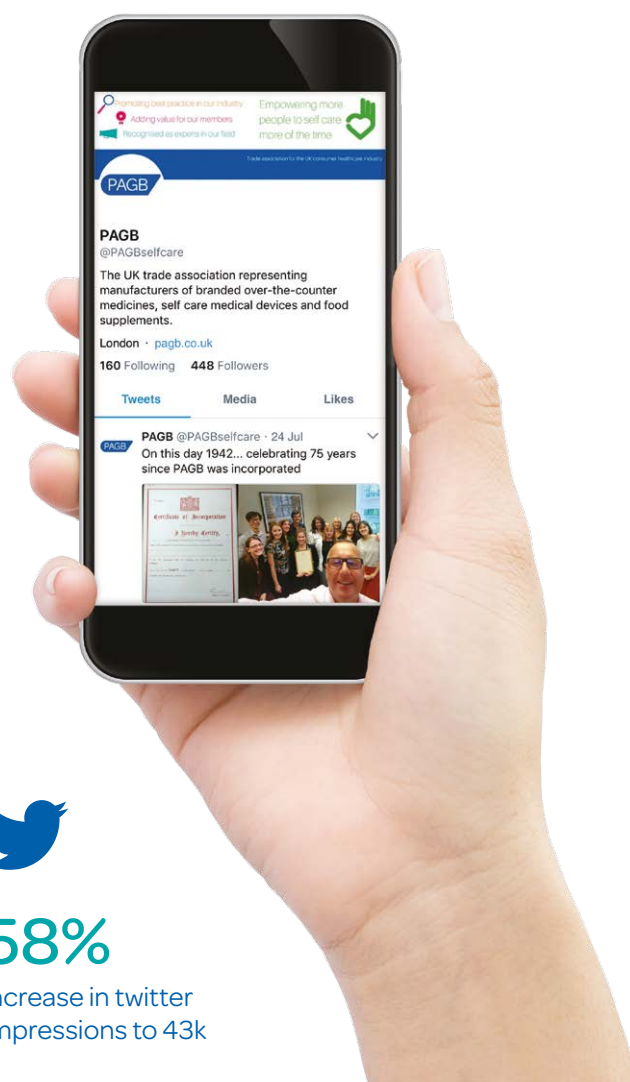 Promoting best practice in our industry
Adding value for our members
Recognised as experts in our field
Empowering more
people to self care
more of the time
Trade association for the UK consumer healthcare industry
PAGB
PAGB
@PAGBselfcare
The UK trade association representing
manufacturers of branded over-the-counter
medicines, self care medical devices and food
supplements.
London · pagb.co.uk
160 Following 448 Followers
Tweets Media Likes
PAGB
PAGB @PAGBselfcare · 24 Jul
On this day 1942... celebrating 75 years
since PAGB was incorporated
Certificate of Incorporation
I Hereby Certify,
58%
ncrease in twitter
mpressions to 43k